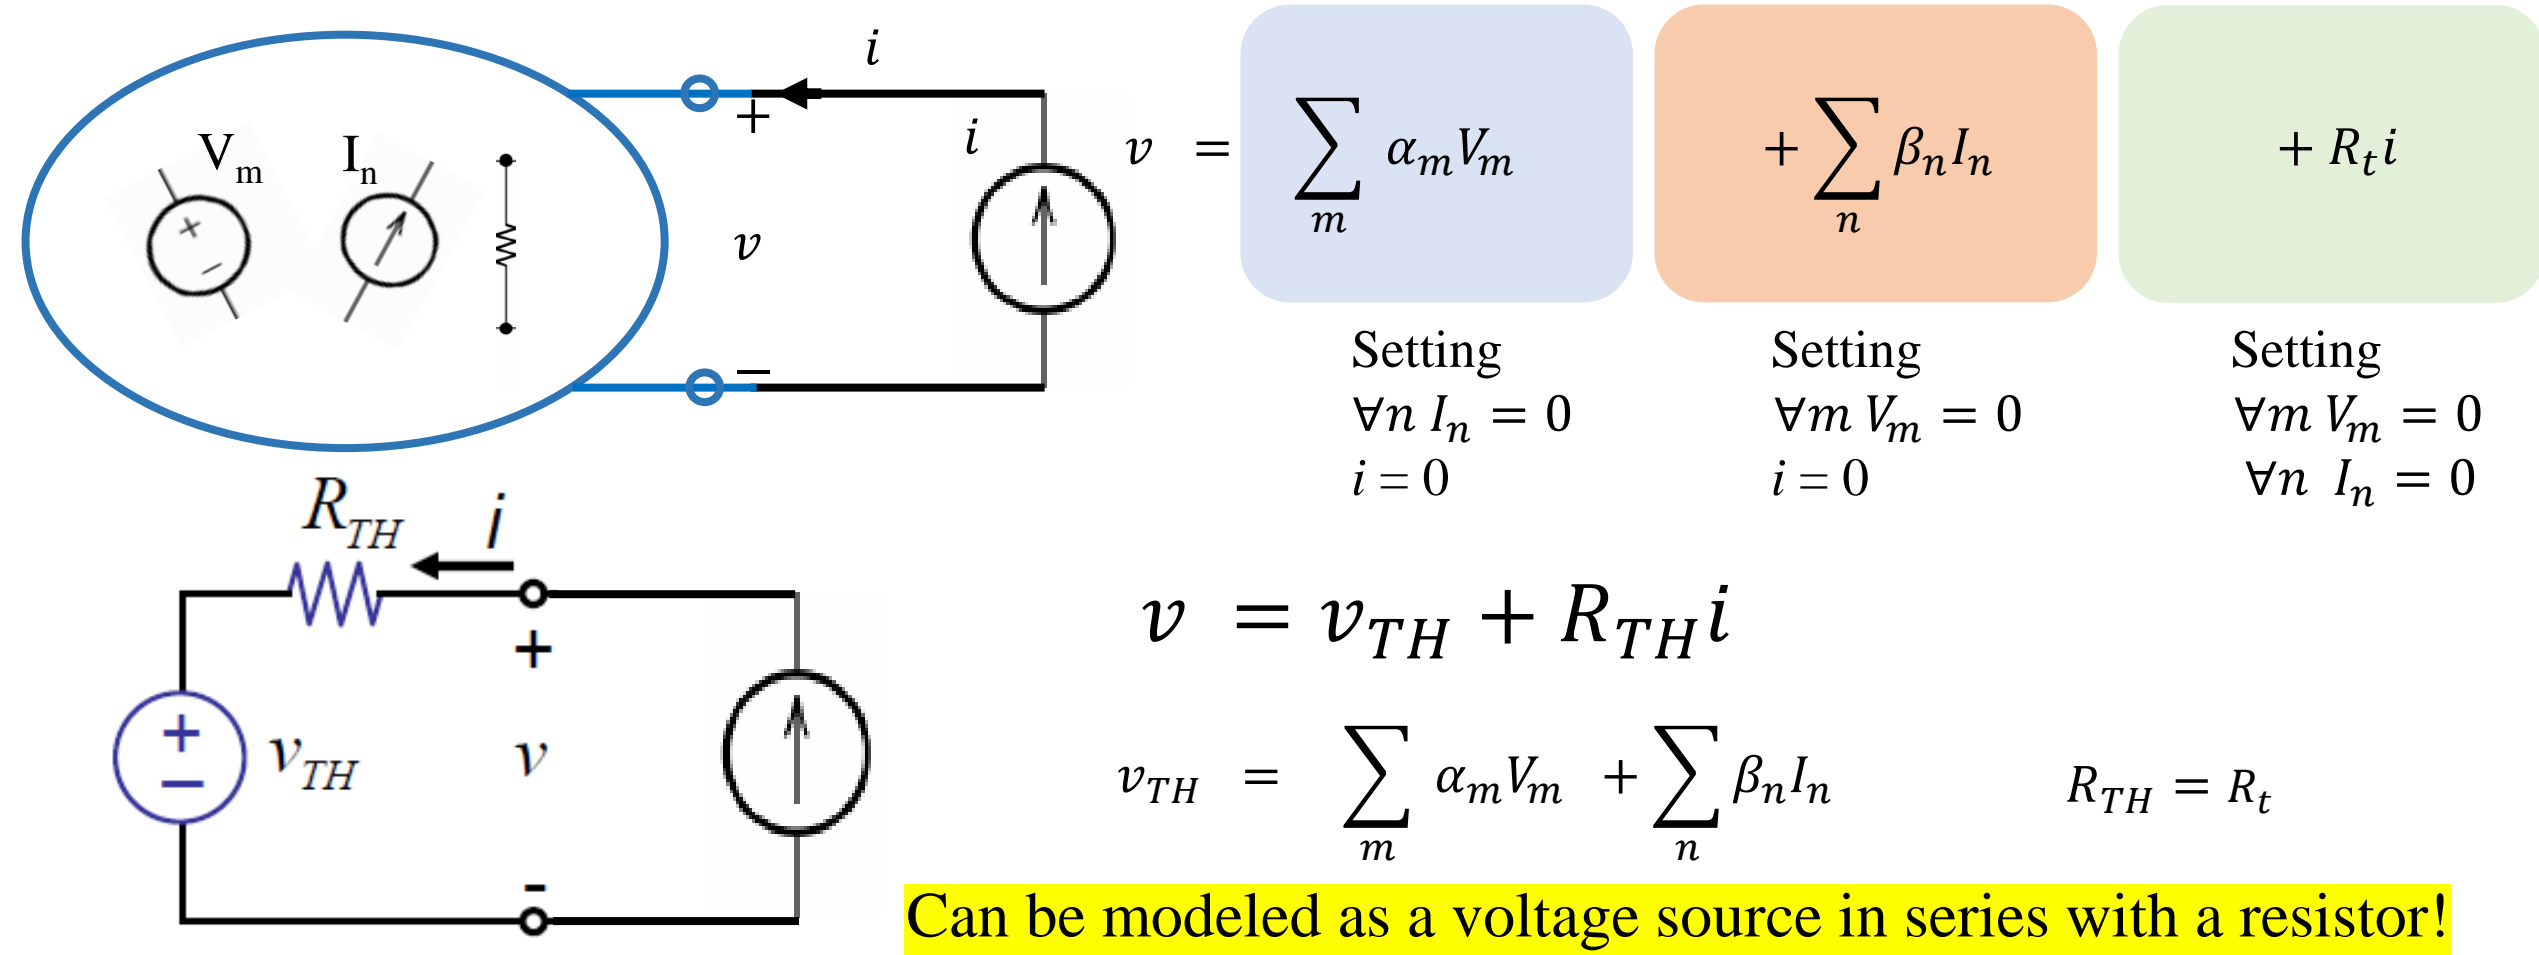 i
V_m I_n
+
i
v
−
v = ∑_m α_m V_m + ∑_n β_n I_n + R_t i
Setting
∀n I_n = 0
i = 0
Setting
∀m V_m = 0
i = 0
Setting
∀m V_m = 0
∀n I_n = 0
R_TH i
+
+
−
v_TH
v
-
v = v_TH + R_TH i
v_TH = ∑_m α_m V_m + ∑_n β_n I_n R_TH = R_t
Can be modeled as a voltage source in series with a resistor!